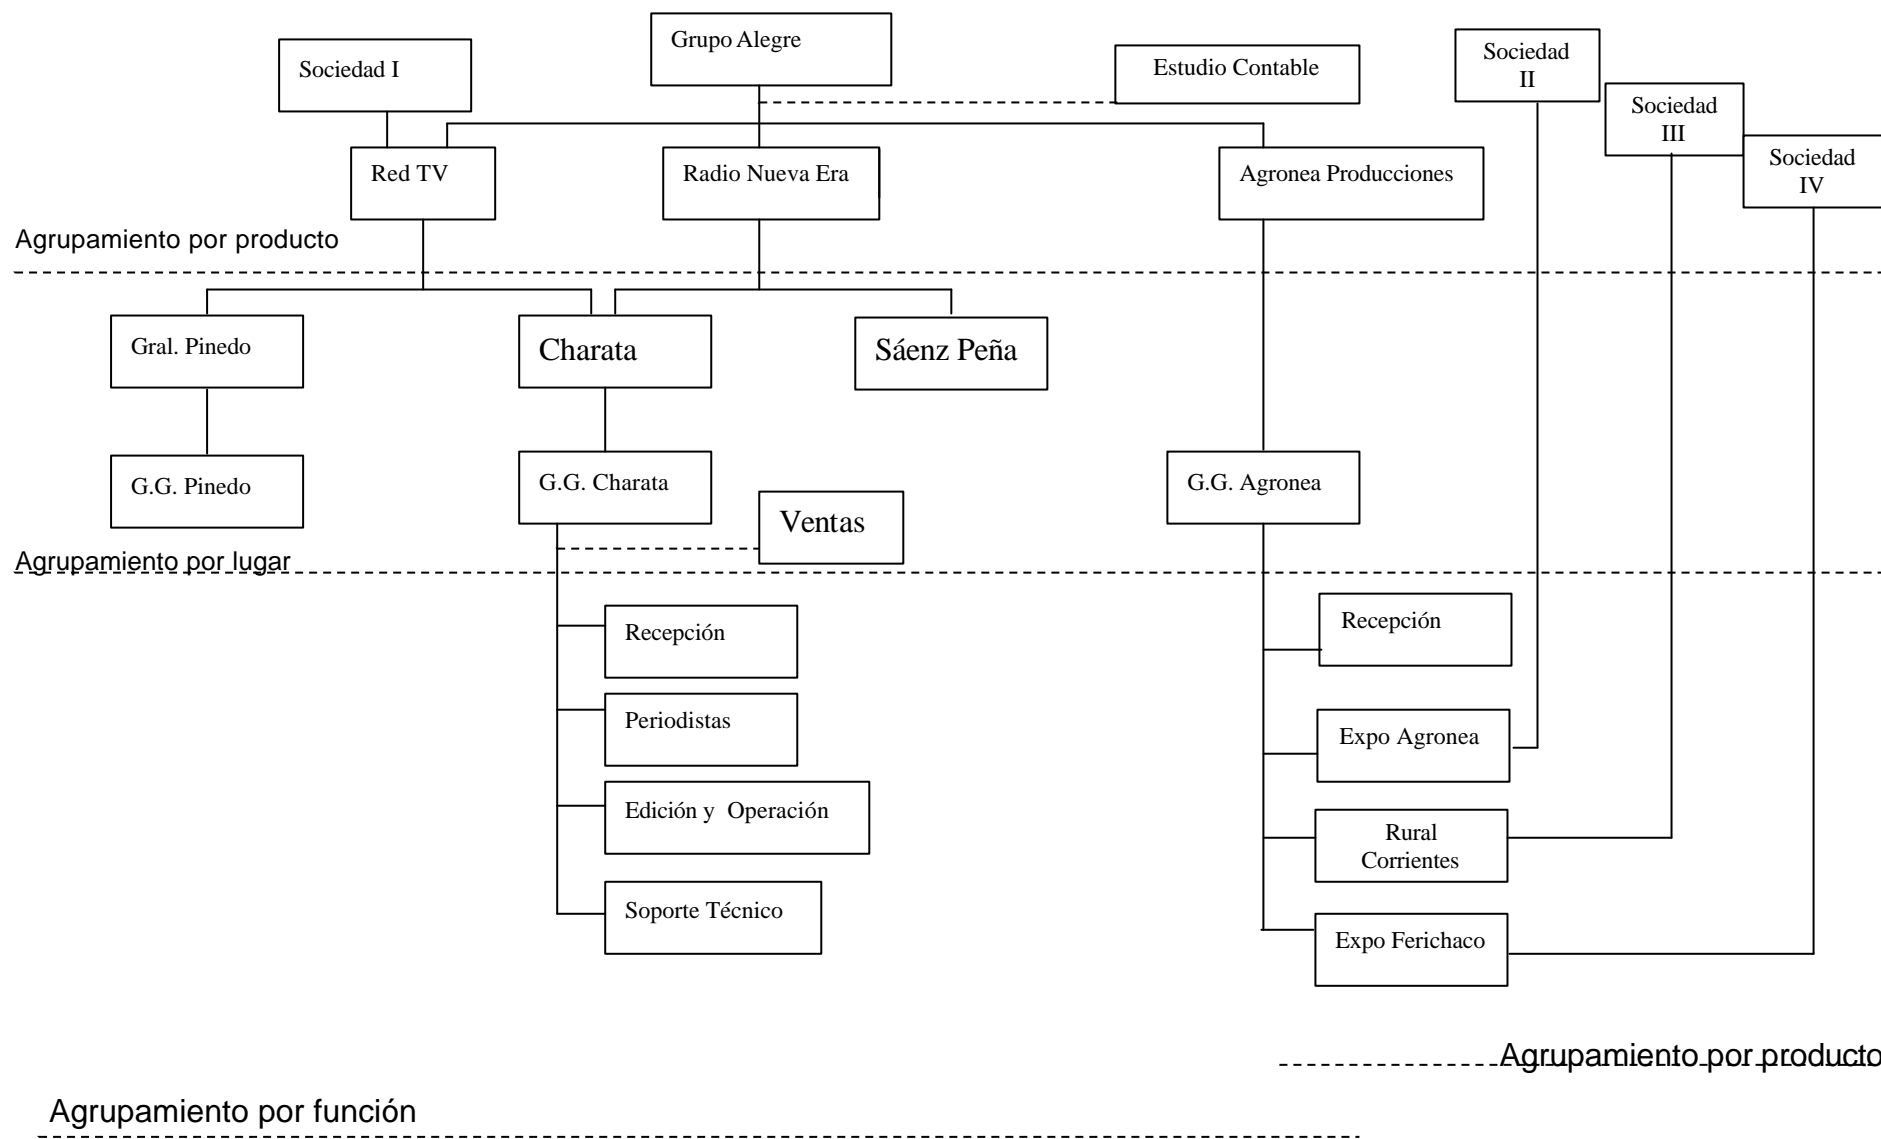 Grupo Alegre
Sociedad I
Estudio Contable
Sociedad
II
Sociedad
III
Sociedad
IV
Red TV
Radio Nueva Era
Agronea Producciones
Agrupamiento por producto
Gral. Pinedo
Charata
Sáenz Peña
G.G. Pinedo
G.G. Charata
G.G. Agronea
Ventas
Agrupamiento por lugar
Recepción
Periodistas
Edición y Operación
Soporte Técnico
Recepción
Expo Agronea
Rural
Corrientes
Expo Ferichaco
Agrupamiento por producto
Agrupamiento por función